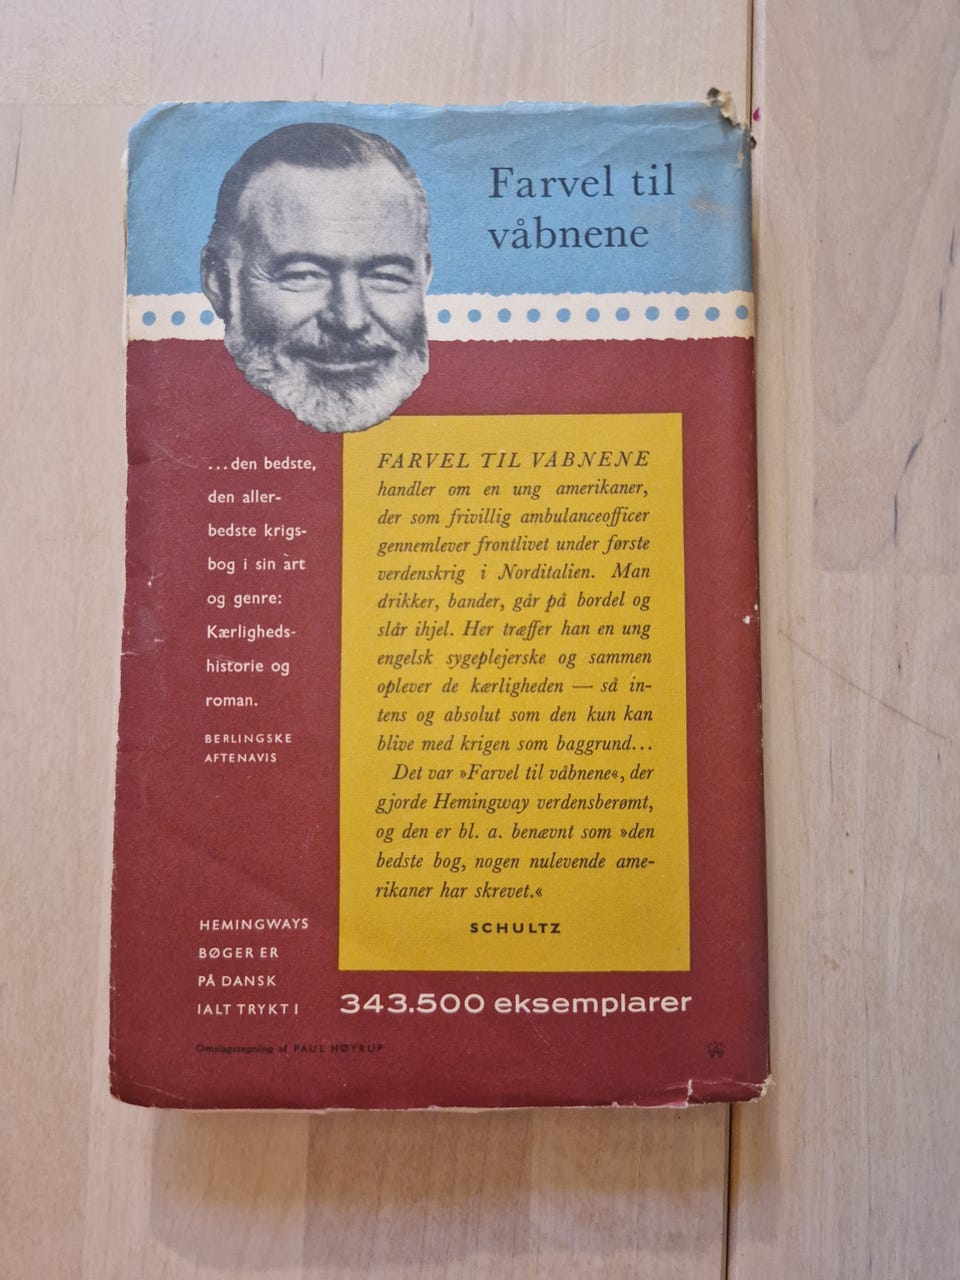 Farvel til
våbnene
...den bedste,
den aller-
bedste krigs-
bog i sin art
og genre:
Kærligheds-
historie og
roman.
BERLINGSKE
AFTENAVIS
FARVEL TIL VÅBNENE
handler om en ung amerikaner,
der som frivillig ambulanceofficer
gennemlever frontlivet under første
verdenskrig i Norditalien. Man
drikker, bander, går på bordel og
slår ihjel. Her træffer han en ung
engelsk sygeplejerske og sammen
oplever de kærligheden — så in-
tens og absolut som den kun kan
blive med krigen som baggrund...
Det var »Farvel til våbnene«, der
gjorde Hemingway verdensberømt,
og den er bl. a. benævnt som »den
bedste bog, nogen nulevende ame-
rikaner har skrevet.«
SCHULTZ
HEMINGWAYS
BØGER ER
PÅ DANSK
IALT TRYKT I
343.500 eksemplarer
Omslagstegning af PAUL HØYRUP